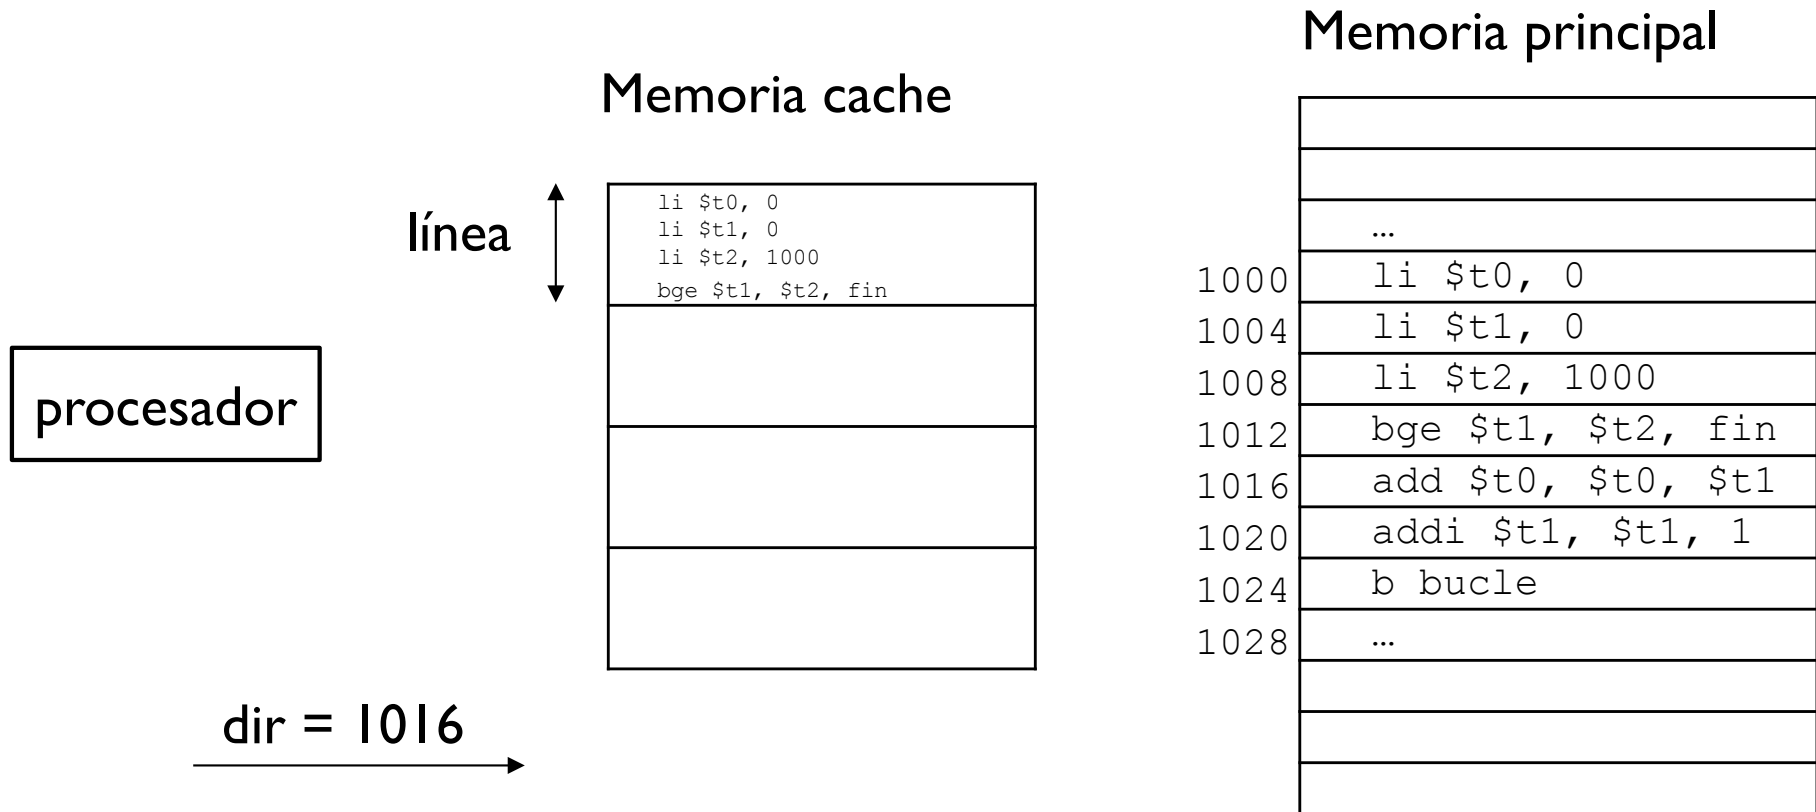 Memoria principal
Memoria cache
línea
li $t0, 0
li $t1, 0
li $t2, 1000
bge $t1, $t2, fin
procesador
dir = 1016
…
1000 li $t0, 0
1004 li $t1, 0
1008 li $t2, 1000
1012 bge $t1, $t2, fin
1016 add $t0, $t0, $t1
1020 addi $t1, $t1, 1
1024 b bucle
1028 …